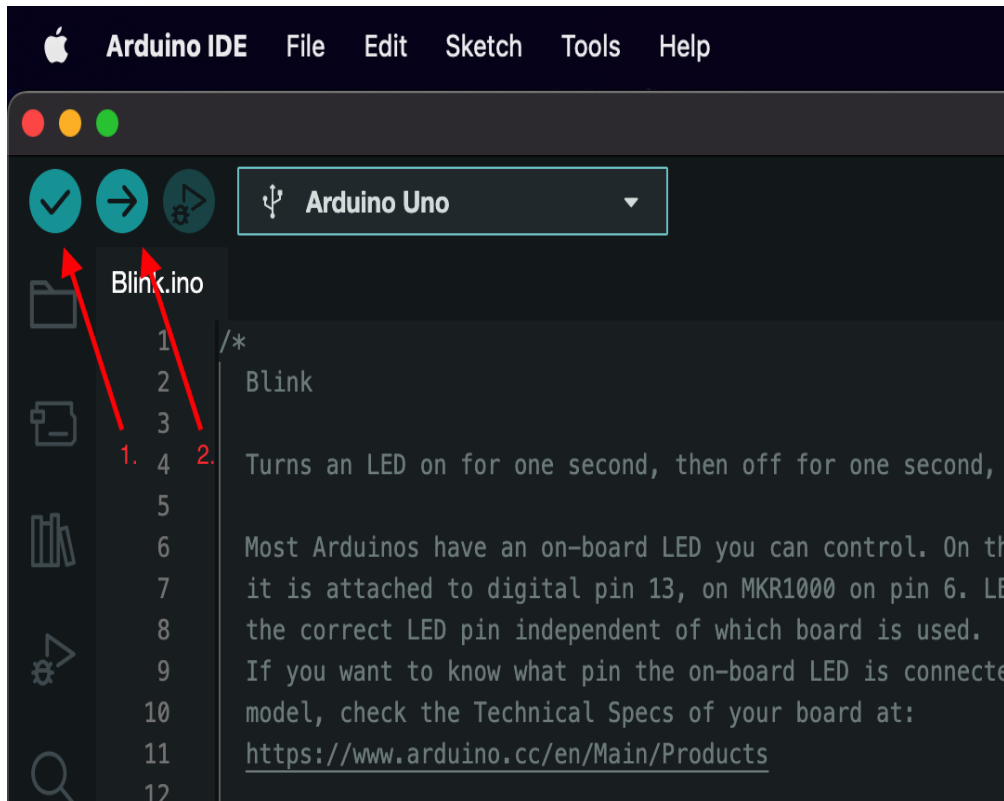 Arduino IDE File Edit Sketch Tools Help
Arduino Uno
Blink.ino
1 /*
2 Blink
3
1. 2.
4 Turns an LED on for one second, then off for one second,
5
6 Most Arduinos have an on-board LED you can control. On th
7 it is attached to digital pin 13, on MKR1000 on pin 6. LE
8 the correct LED pin independent of which board is used.
9 If you want to know what pin the on-board LED is connecte
10 model, check the Technical Specs of your board at:
11 https://www.arduino.cc/en/Main/Products
12